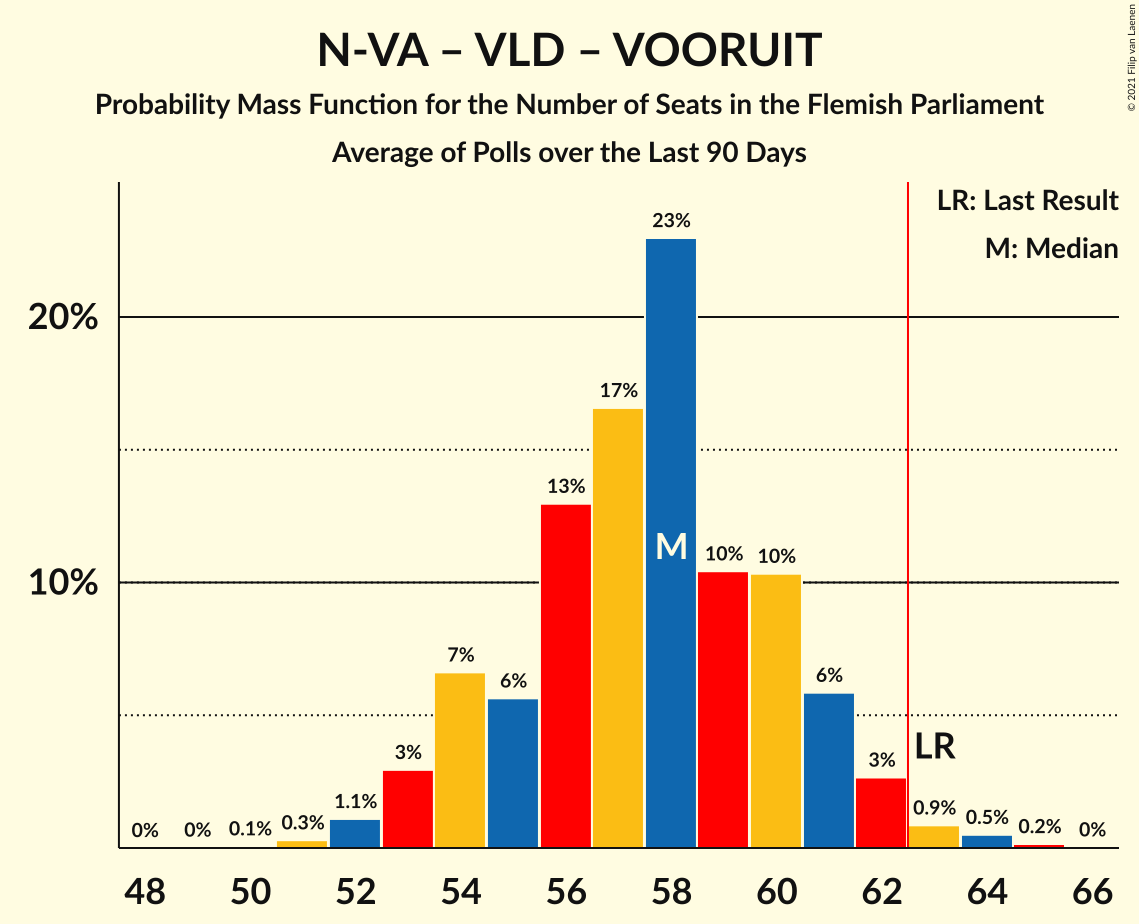 N-VA – VLD – VOORUIT
Probability Mass Function for the Number of Seats in the Flemish Parliament
Average of Polls over the Last 90 Days
© 2021 Filip van Laenen
LR: Last Result
M: Median
20%
10%
0%
0%
0.1%
0.3%
1.1%
3%
7%
6%
13%
17%
23%
M
10%
10%
6%
3%
LR
0.9%
0.5%
0.2%
0%
48 50 52 54 56 58 60 62 64 66